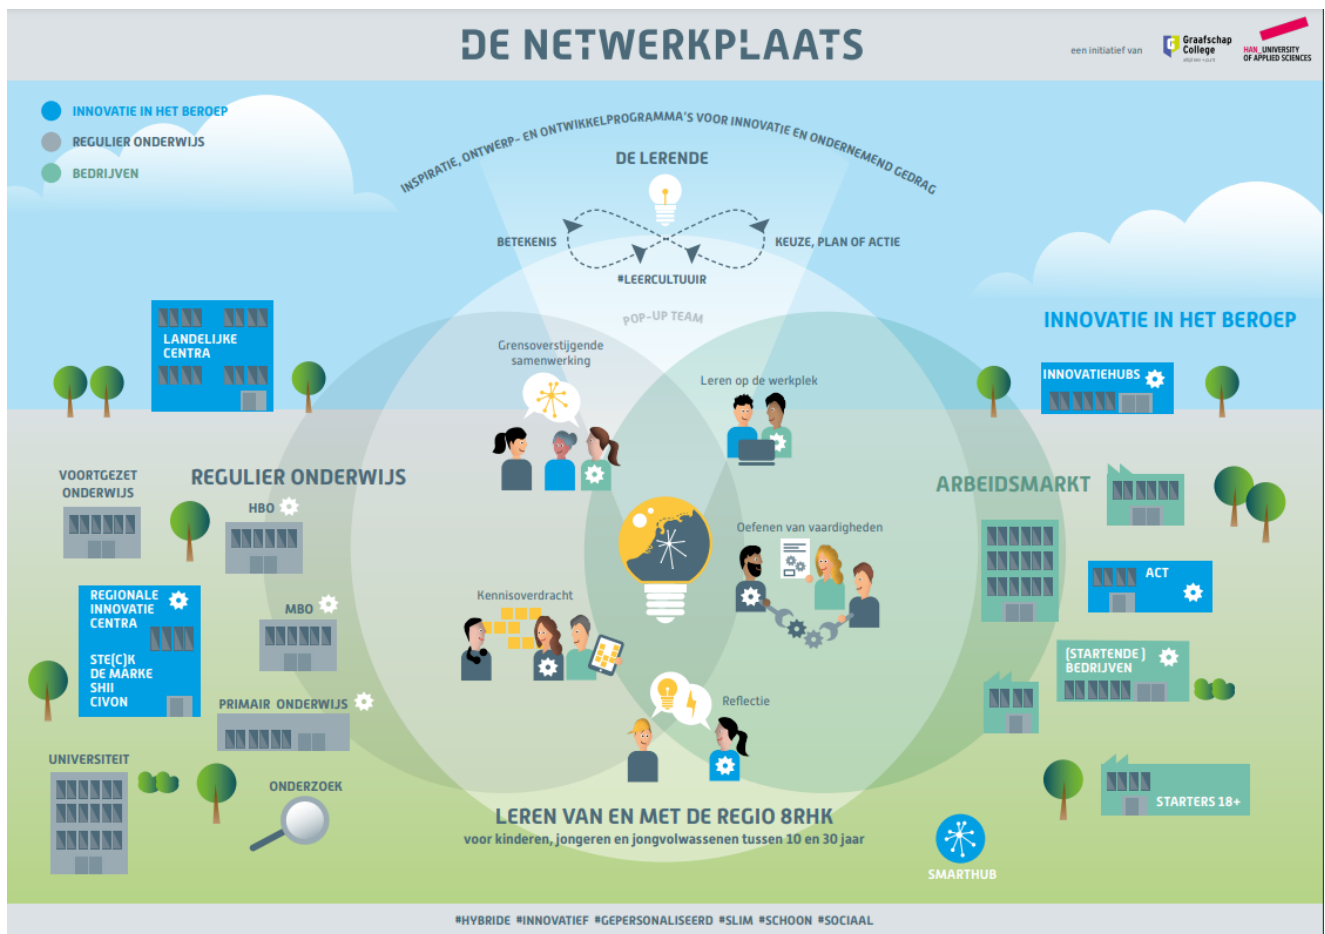 DE NETWERKPLAATS
een initiatief van
Graafschap
College
HAN_UNIVERSITY
OF APPLIED SCIENCES
INNOVATIE IN HET BEROEP
REGULIER ONDERWIJS
BEDRIJVEN
INSPIRATIE, ONTWERP- EN ONTWIKKELPROGRAMMA'S VOOR INNOVATIE EN ONDERNEMEND GEDRAG
DE LERENDE
BETEKENIS
KEUZE, PLAN OF ACTIE
#LEERCULTUUIR
POP-UP TEAM
LANDELIJKE
CENTRA
INNOVATIE IN HET BEROEP
INNOVATIEHUBS
Grensoverstijgende
samenwerking
Leren op de werkplek
VOORTGEZET
ONDERWIJS
REGULIER ONDERWIJS
HBO
ARBEIDSMARKT
Oefenen van vaardigheden
REGIONALE
INNOVATIE
CENTRA
STE[C]K
DE MARKE
SHII
CIVON
MBO
Kennisoverdracht
ACT
(STARTENDE )
BEDRIJVEN
PRIMAIR ONDERWIJS
Reflectie
UNIVERSITEIT
ONDERZOEK
STARTERS 18+
LEREN VAN EN MET DE REGIO 8RHK
voor kinderen, jongeren en jongvolwassenen tussen 10 en 30 jaar
SMARTHUB
#HYBRIDE #INNOVATIEF #GEPERSONALISEERD #SLIM #SCHOON #SOCIAAL